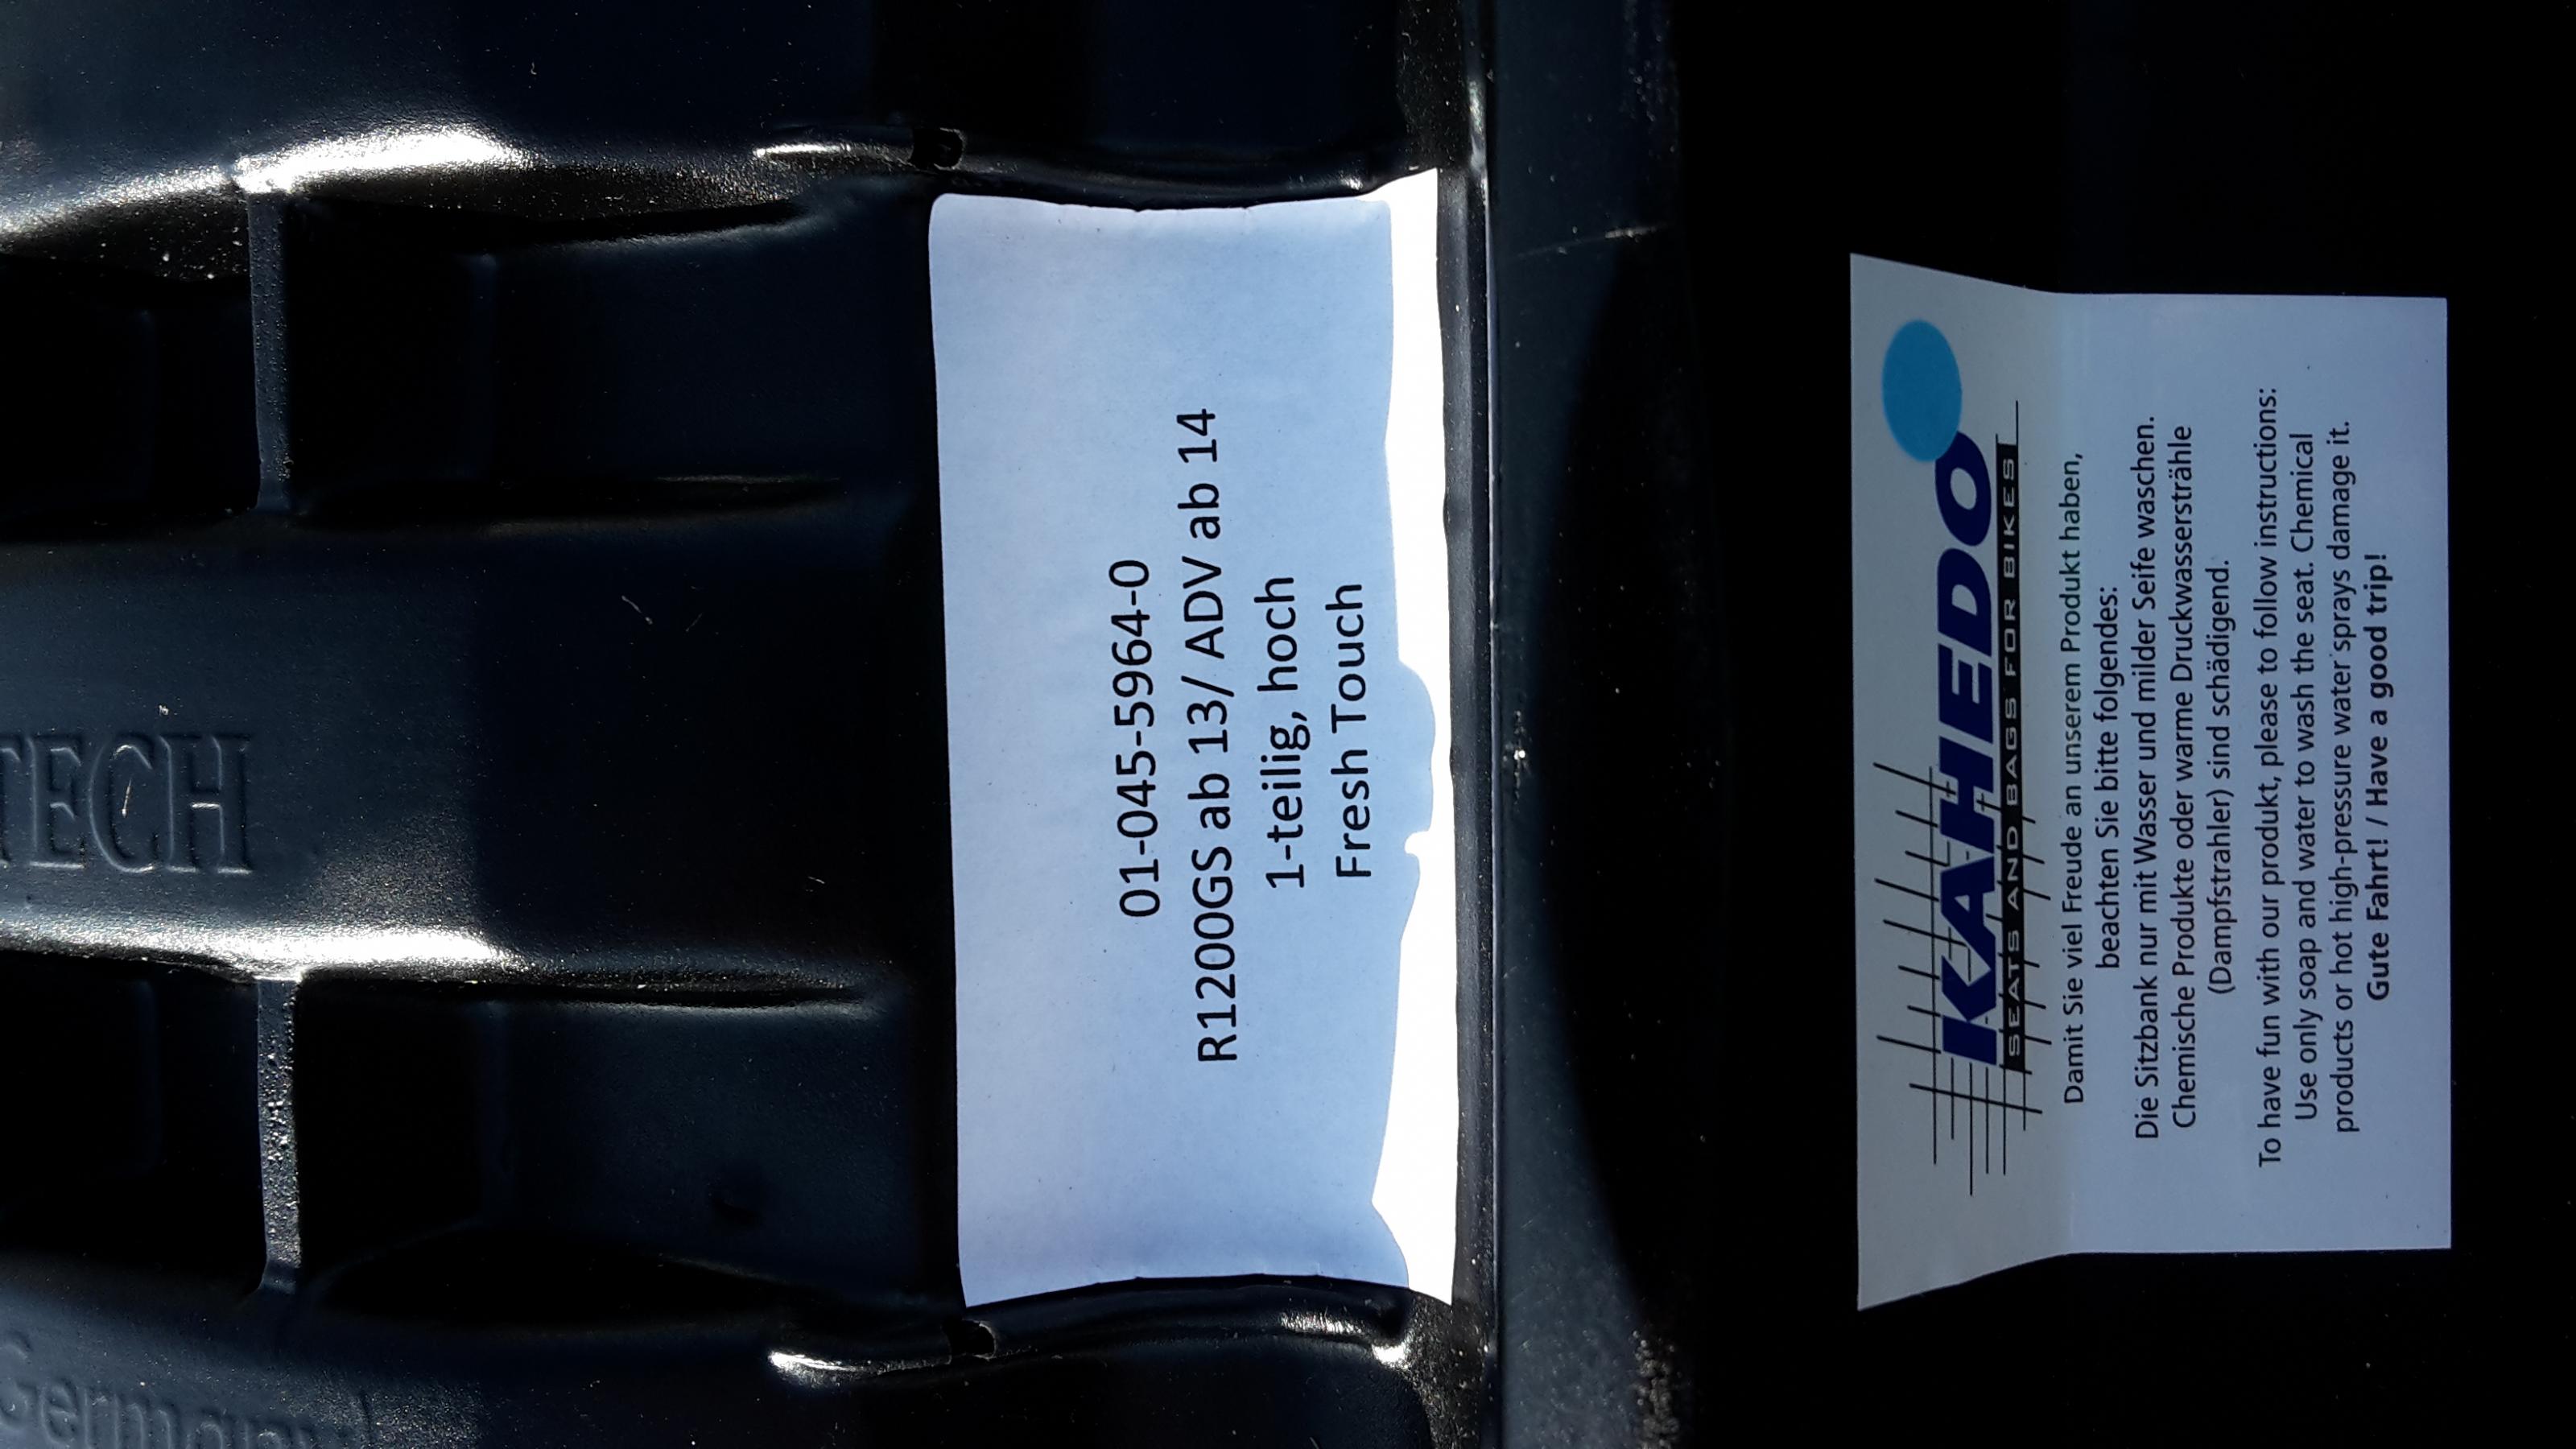 TECH
Germany
01-045-5964-0
R1200GS ab 13/ ADV ab 14
1-teilig, hoch
Fresh Touch
KAHEDO
SEATS AND BAGS FOR BIKES
Damit Sie viel Freude an unserem Produkt haben,
beachten Sie bitte folgendes:
Die Sitzbank nur mit Wasser und milder Seife waschen.
Chemische Produkte oder warme Druckwassersträhle
(Dampfstrahler) sind schädigend.
To have fun with our produkt, please to follow instructions:
Use only soap and water to wash the seat. Chemical
products or hot high-pressure water sprays damage it.
Gute Fahrt! / Have a good trip!